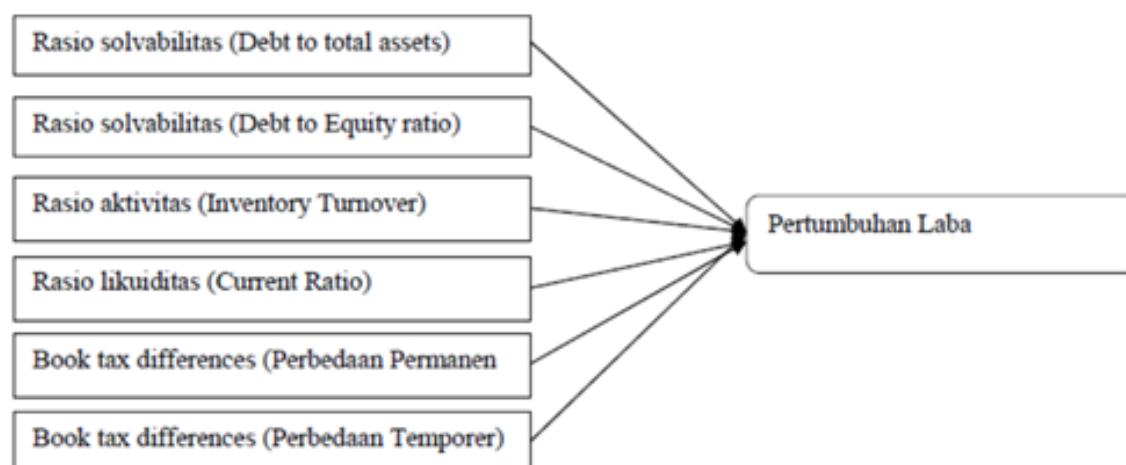 Rasio solvabilitas (Debt to total assets)
Rasio solvabilitas (Debt to Equity ratio)
Rasio aktivitas (Inventory Turnover)
Pertumbuhan Laba
Rasio likuiditas (Current Ratio)
Book tax differences (Perbedaan Permanen
Book tax differences (Perbedaan Temporer)